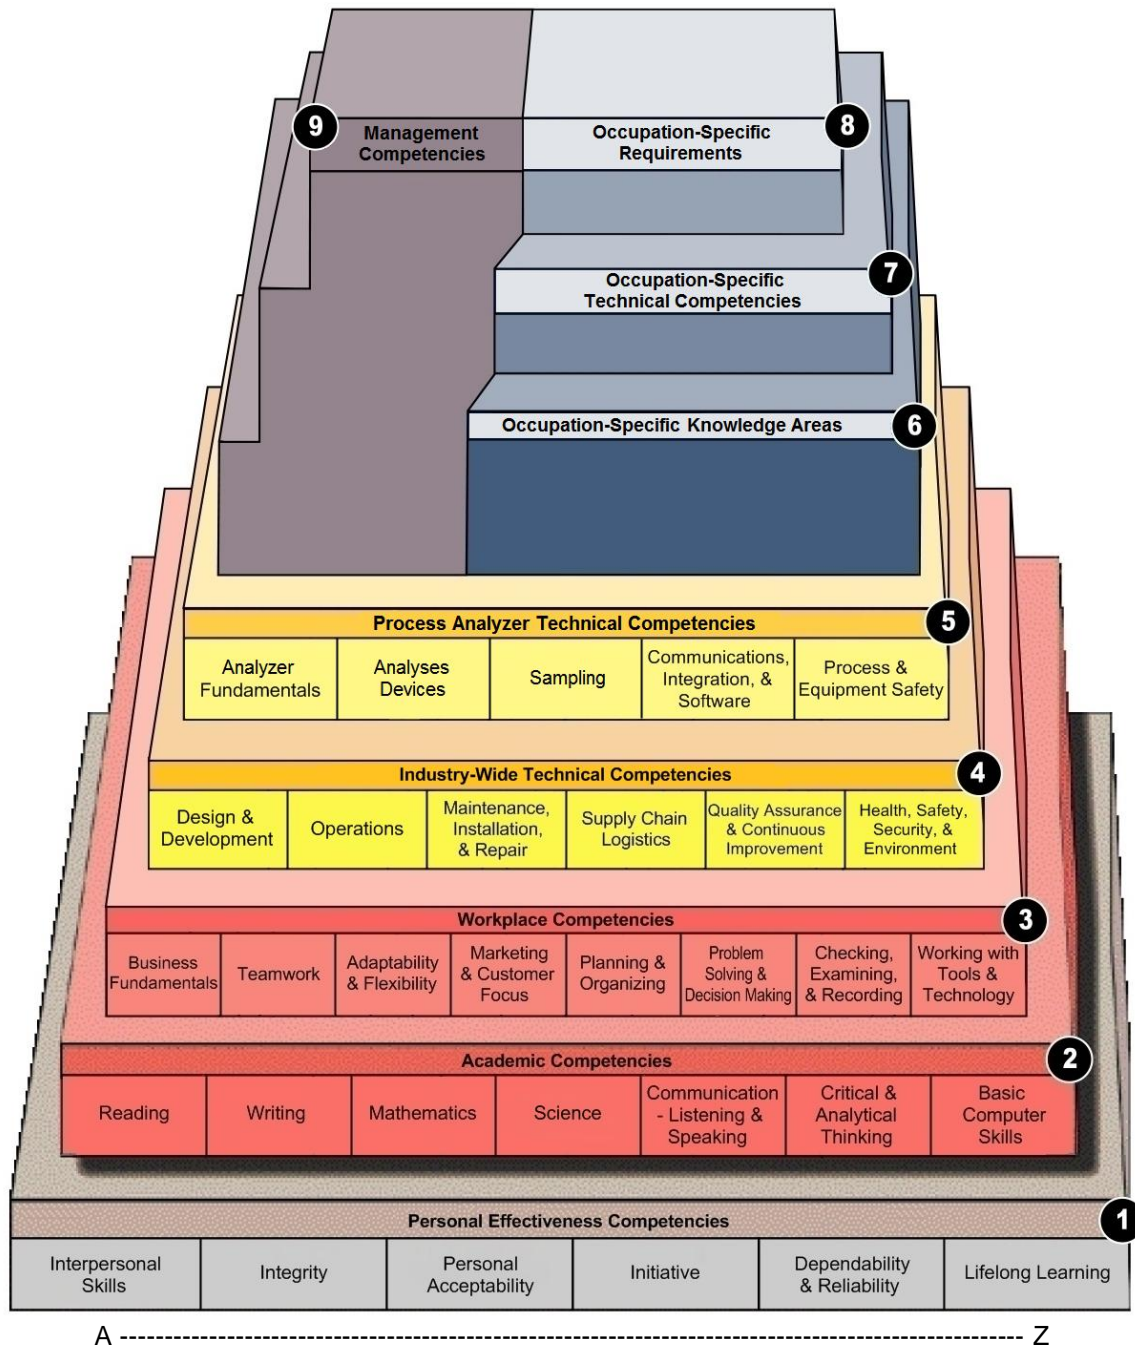 9
Management
Competencies
Occupation-Specific
Requirements
8
Occupation-Specific
Technical Competencies
7
Occupation-Specific Knowledge Areas
6
Process Analyzer Technical Competencies
5
Analyzer
Fundamentals
Analyses
Devices
Sampling
Communications,
Integration, &
Software
Process &
Equipment Safety
Industry-Wide Technical Competencies
4
Design &
Development
Operations
Maintenance,
Installation,
& Repair
Supply Chain
Logistics
Quality Assurance
& Continuous
Improvement
Health, Safety,
Security, &
Environment
Workplace Competencies
3
Business
Fundamentals
Teamwork
Adaptability
& Flexibility
Marketing
& Customer
Focus
Planning &
Organizing
Problem
Solving &
Decision Making
Checking,
Examining,
& Recording
Working with
Tools &
Technology
Academic Competencies
2
Reading
Writing
Mathematics
Science
Communication
- Listening &
Speaking
Critical &
Analytical
Thinking
Basic
Computer
Skills
Personal Effectiveness Competencies
1
Interpersonal
Skills
Integrity
Personal
Acceptability
Initiative
Dependability
& Reliability
Lifelong Learning
A ---------------------------------------------------------------------------------------------------- Z